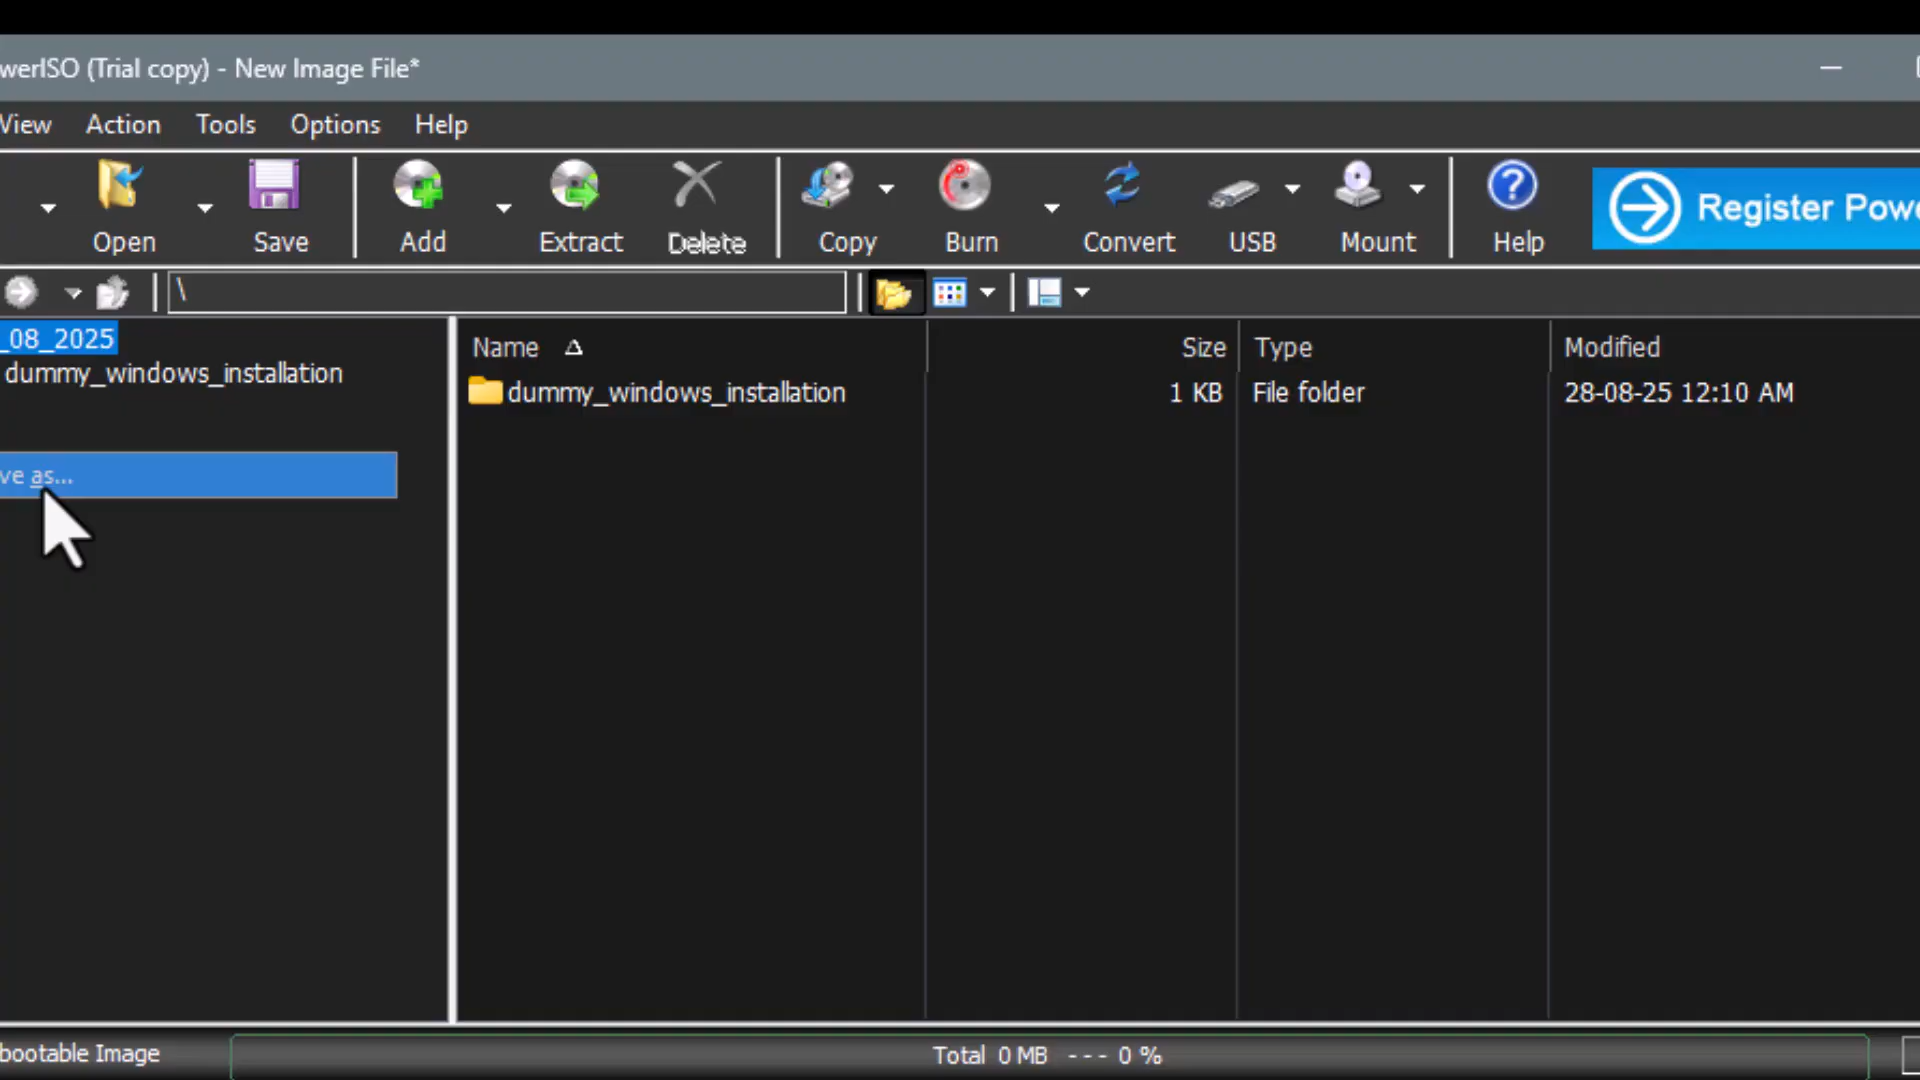 werISO (Trial copy) - New Image File*
View Action Tools Options Help
Open Save Add Extract Delete Copy Burn Convert USB Mount Help Register Powe
\
_08_2025
dummy_windows_installation
ve as...
Name Size Type Modified
dummy_windows_installation 1 KB File folder 28-08-25 12:10 AM
bootable Image Total 0 MB --- 0 %